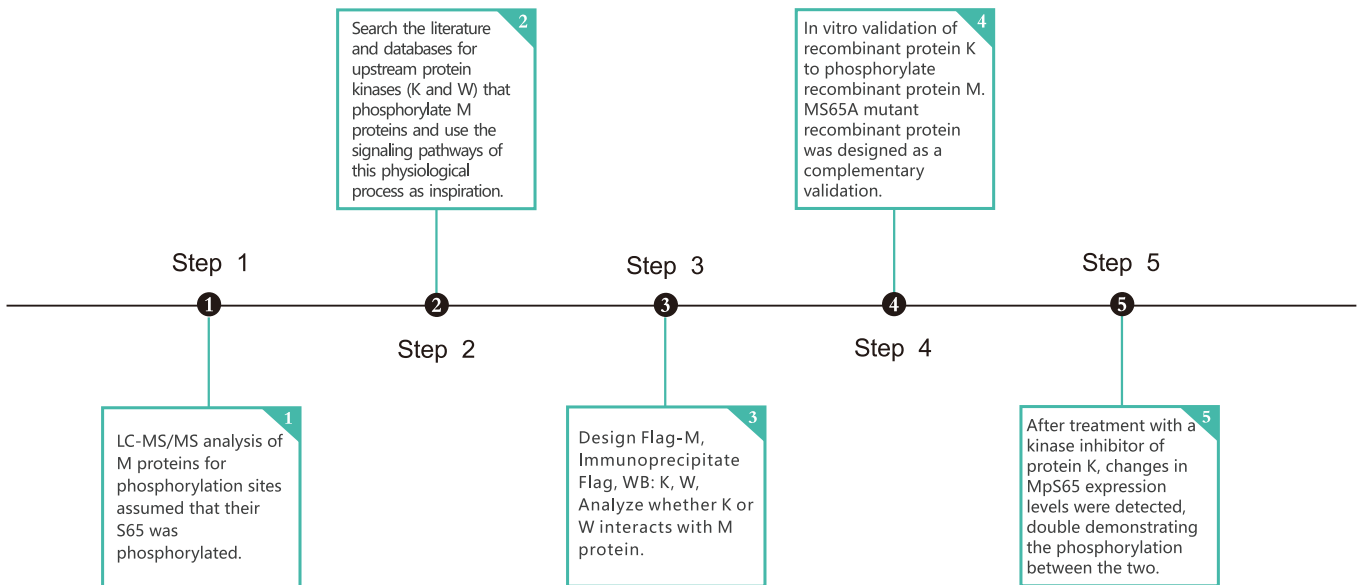 Step 1
1
1
LC-MS/MS analysis of
M proteins for
phosphorylation sites
assumed that their
S65 was
phosphorylated.
2
Search the literature
and databases for
upstream protein
kinases (K and W) that
phosphorylate M
proteins and use the
signaling pathways of
this physiological
process as inspiration.
2
Step 2
Step 3
3
3
Design Flag-M,
Immunoprecipitate
Flag, WB: K, W,
Analyze whether K or
W interacts with M
protein.
4
In vitro validation of
recombinant protein K
to phosphorylate
recombinant protein M.
MS65A mutant
recombinant protein
was designed as a
complementary
validation.
4
Step 4
Step 5
5
5
After treatment with a
kinase inhibitor of
protein K, changes in
MpS65 expression
levels were detected,
double demonstrating
the phosphorylation
between the two.